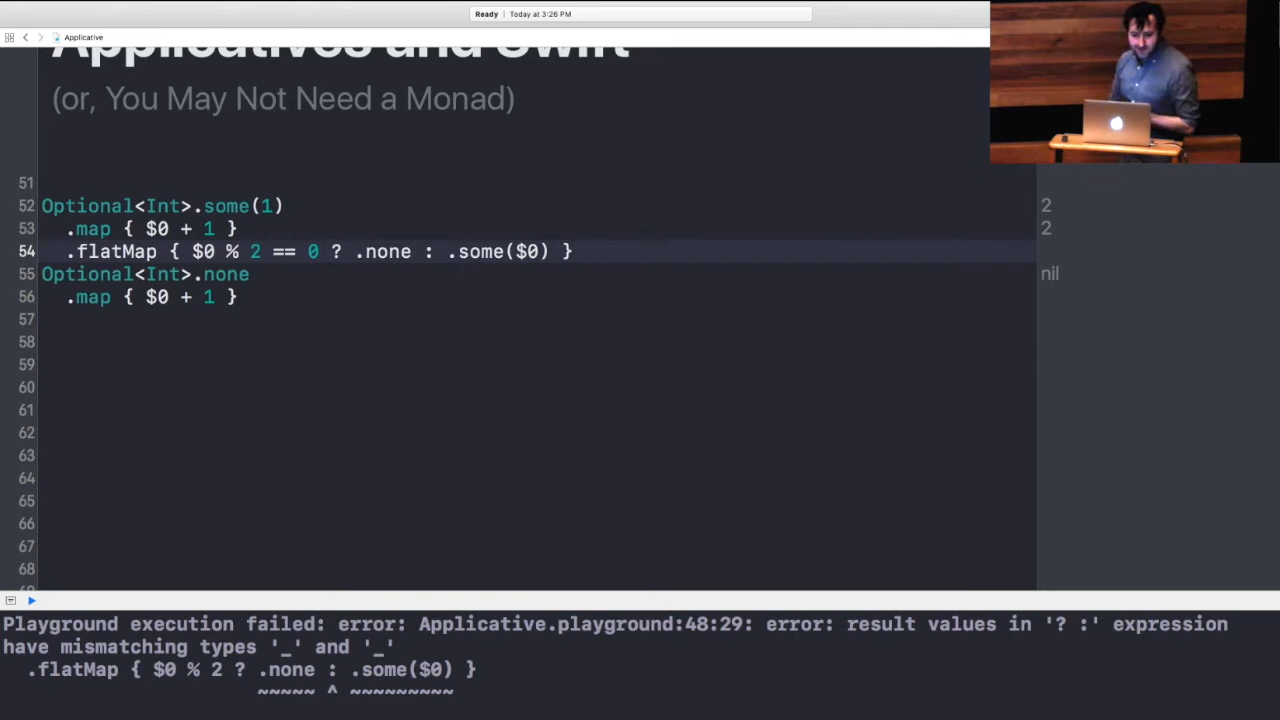 Ready | Today at 3:26 PM
Applicative
Applicatives and Swift
(or, You May Not Need a Monad)
51
52 Optional<Int>.some(1) 2
53 .map { $0 + 1 } 2
54 .flatMap { $0 % 2 == 0 ? .none : .some($0) }
55 Optional<Int>.none nil
56 .map { $0 + 1 }
57
58
59
60
61
62
63
64
65
66
67
68
Playground execution failed: error: Applicative.playground:48:29: error: result values in '? :' expression
have mismatching types '_' and '_'
.flatMap { $0 % 2 ? .none : .some($0) }
~~~~~ ^ ~~~~~~~~~